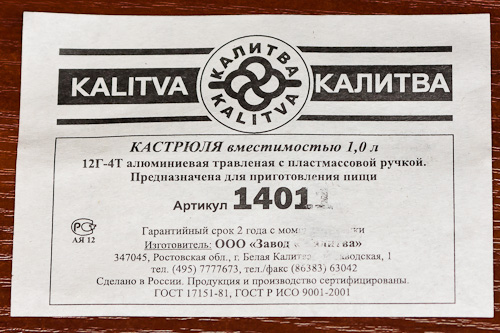 KALITVA
КАЛИТВА
KALITVA
КАЛИТВА
КАСТРЮЛЯ вместимостью 1,0 л
12Г-4Т алюминиевая травленая с пластмассовой ручкой.
Предназначена для приготовления пищи
Артикул 1401
Гарантийный срок 2 года с
Изготовитель: ООО «Завод
347045, Ростовская обл., г. Белая 1
тел. (495) 7777673, тел./факс (86383) 63042
Сделано в России. Продукция и производство сертифицированы.
ГОСТ 17151-81, ГОСТ Р ИСО 9001-2001
АЯ 12